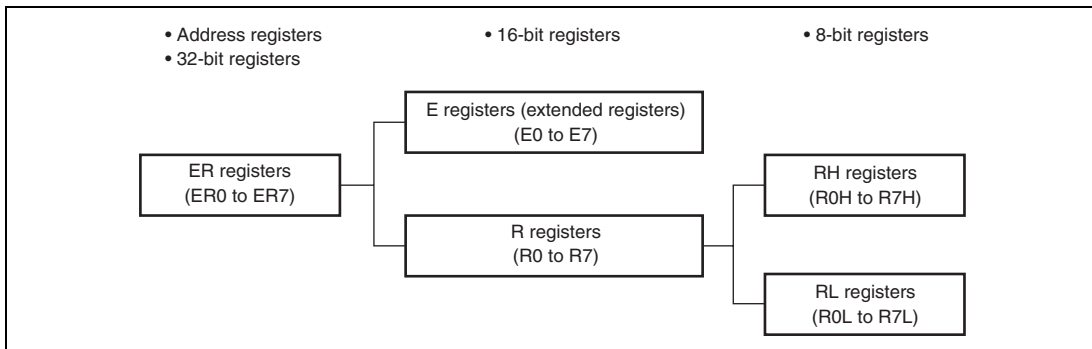 • Address registers
• 32-bit registers
• 16-bit registers
• 8-bit registers
E registers (extended registers)
(E0 to E7)
ER registers
(ER0 to ER7)
RH registers
(R0H to R7H)
R registers
(R0 to R7)
RL registers
(R0L to R7L)